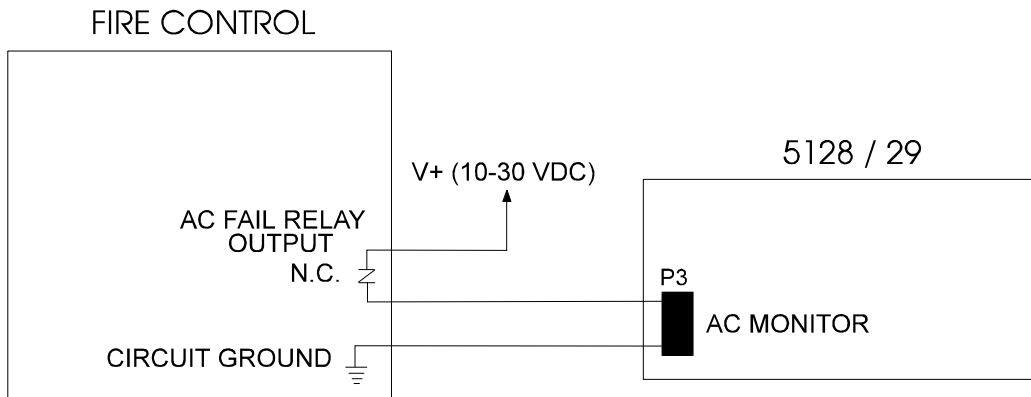 FIRE CONTROL
5128 / 29
V+ (10-30 VDC)
AC FAIL RELAY
OUTPUT
N.C.
P3
AC MONITOR
CIRCUIT GROUND